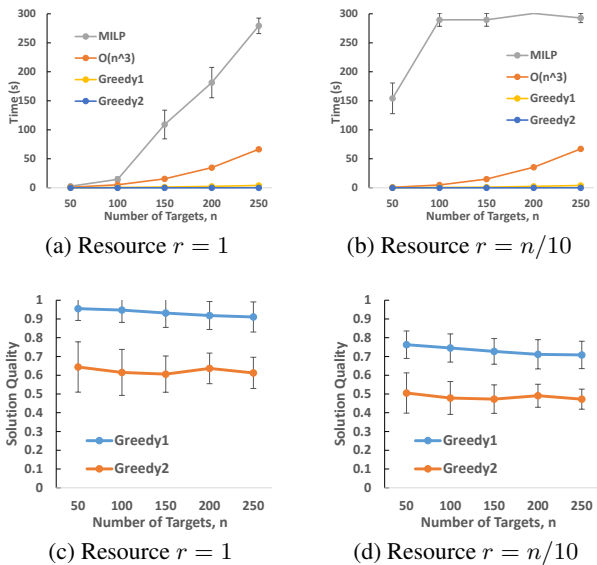 300
250
200
150
100
50
0
Time (s)
MILP
O(n^3)
Greedy1
Greedy2
50 100 150 200 250
Number of Targets, n
(a) Resource r = 1
300
250
200
150
100
50
0
Time (s)
MILP
O(n^3)
Greedy1
Greedy2
50 100 150 200 250
Number of Targets, n
(b) Resource r = n/10
1
0.9
0.8
0.7
0.6
0.5
0.4
0.3
0.2
0.1
0
Solution Quality
Greedy1
Greedy2
50 100 150 200 250
Number of Targets, n
(c) Resource r = 1
1
0.9
0.8
0.7
0.6
0.5
0.4
0.3
0.2
0.1
0
Solution Quality
Greedy1
Greedy2
50 100 150 200 250
Number of Targets, n
(d) Resource r = n/10